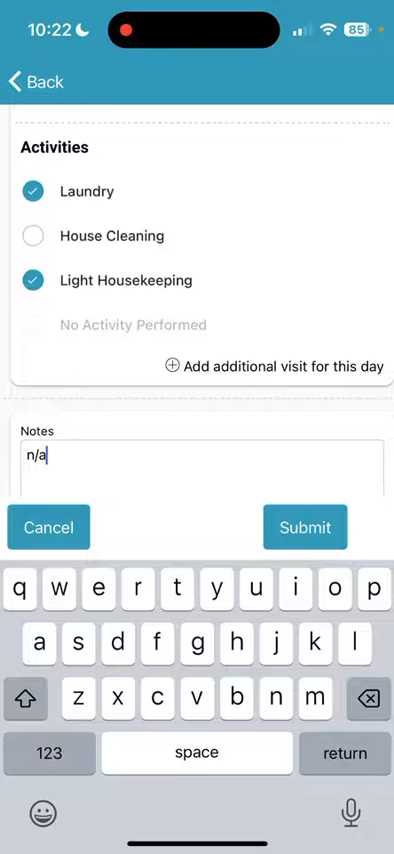 10:22
85
Back
Activities
Laundry
House Cleaning
Light Housekeeping
No Activity Performed
Add additional visit for this day
Notes
n/a
Cancel Submit
q w e r t y u i o p
a s d f g h j k l
z x c v b n m
123 space return